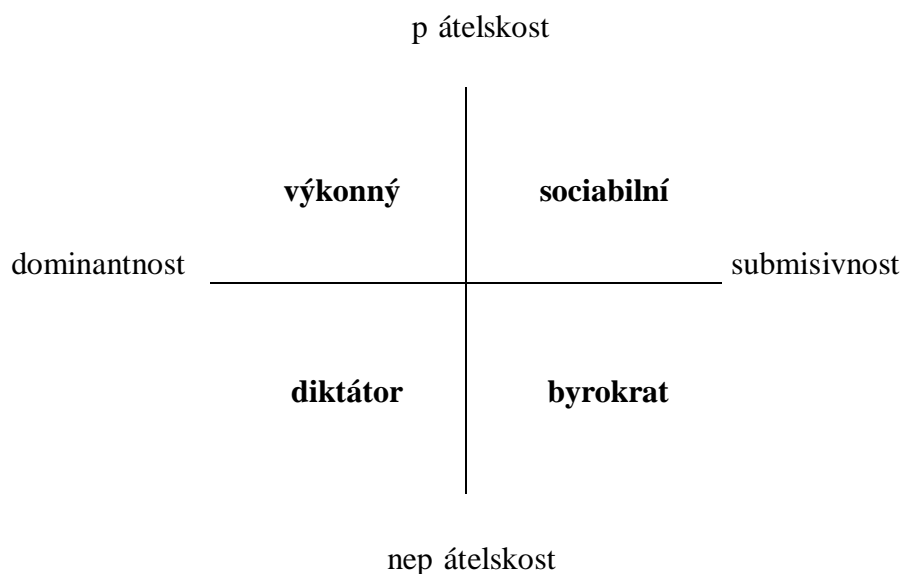 p átelskost
výkonný sociabilní
dominantnost submisivnost
diktátor byrokrat
nep átelskost